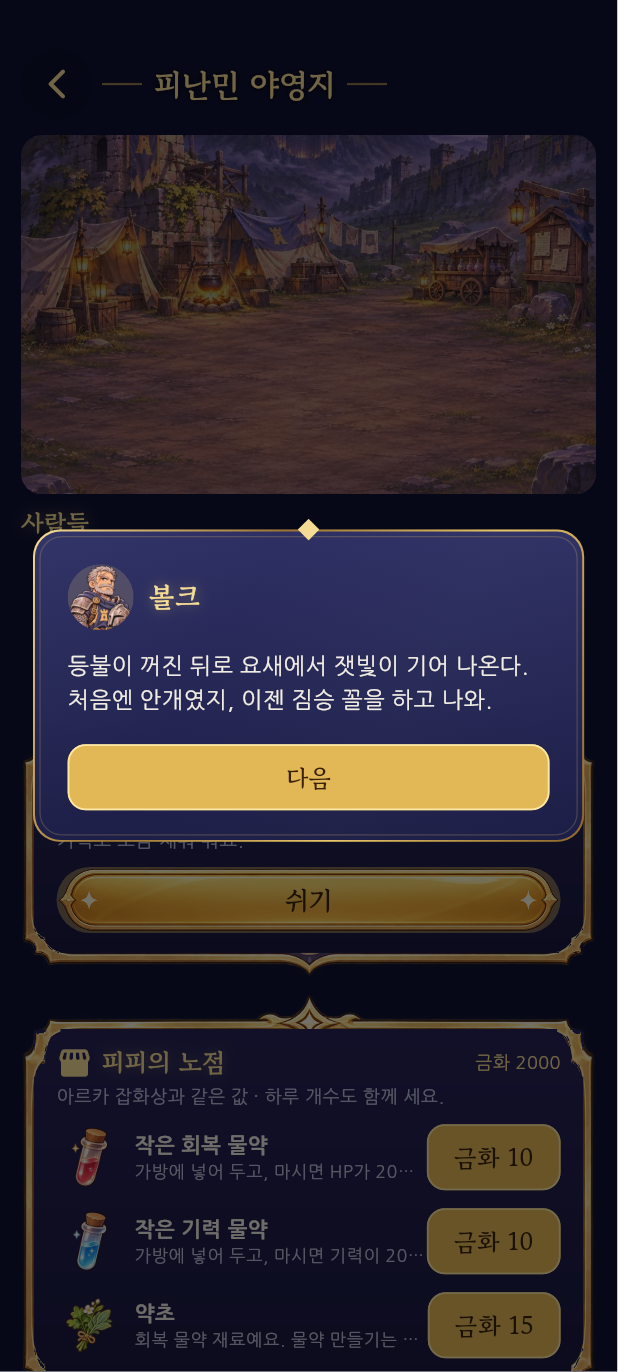 피난민 야영지
사람들
볼크
등불이 꺼진 뒤로 요새에서 잿빛이 기어 나온다.
처음엔 안개였지, 이젠 짐승 꼴을 하고 나와.
다음
쉬기
피피의 노점
금화 2000
아르카 잡화상과 같은 값 · 하루 개수도 함께 세요.
작은 회복 물약
가방에 넣어 두고, 마시면 HP가 20…
금화 10
작은 기력 물약
가방에 넣어 두고, 마시면 기력이 20…
금화 10
약초
회복 물약 재료예요. 물약 만들기는 …
금화 15